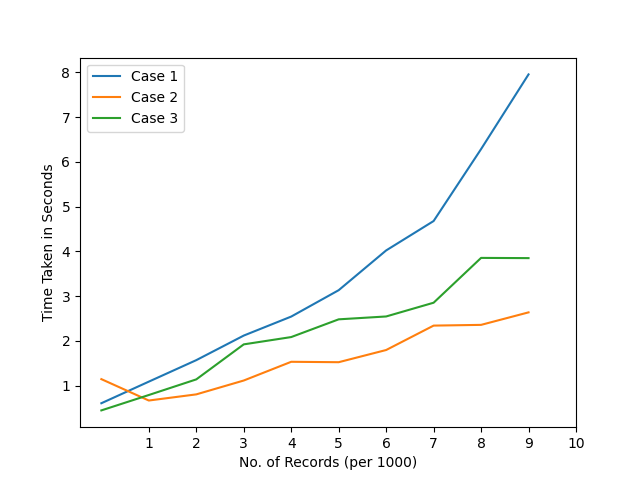 Case 1
Case 2
Case 3
8
7
6
5
4
3
2
1
Time Taken in Seconds
1 2 3 4 5 6 7 8 9 10
No. of Records (per 1000)